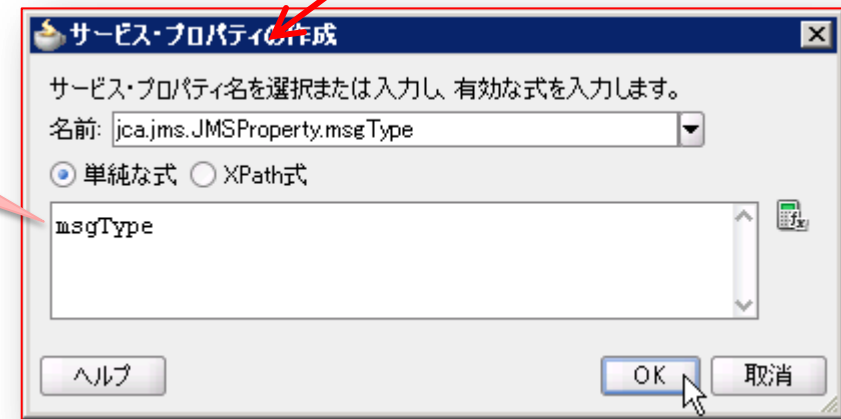 サービス・プロパティの作成
サービス・プロパティ名を選択または入力し、有効な式を入力します。
名前: jca.jms.JMSProperty.msgType
単純な式 XPath式
msgType
fx
ヘルプ OK 取消